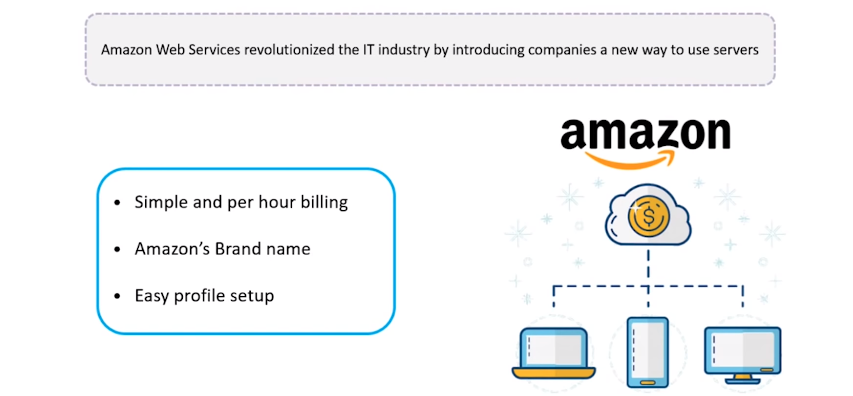 Amazon Web Services revolutionized the IT industry by introducing companies a new way to use servers
amazon
• Simple and per hour billing
• Amazon's Brand name
• Easy profile setup
$